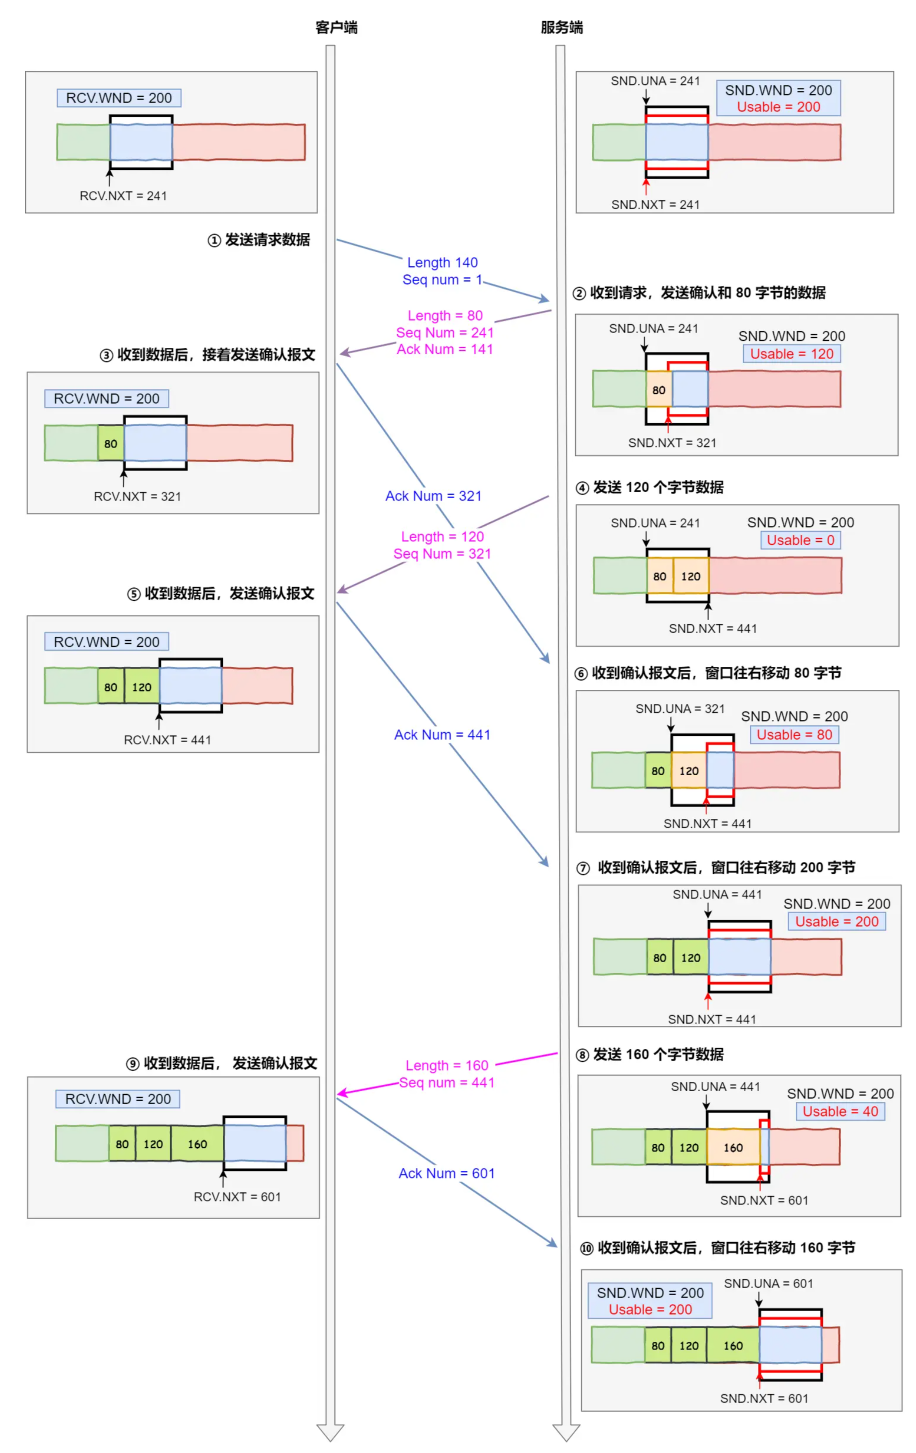 客户端
服务端
RCV.WND = 200
RCV.NXT = 241
SND.UNA = 241
SND.WND = 200
Usable = 200
SND.NXT = 241
① 发送请求数据
Length 140
Seq num = 1
② 收到请求，发送确认和 80 字节的数据
Length = 80
Seq Num = 241
Ack Num = 141
SND.UNA = 241
SND.WND = 200
Usable = 120
80
SND.NXT = 321
③ 收到数据后，接着发送确认报文
RCV.WND = 200
80
RCV.NXT = 321
Ack Num = 321
④ 发送 120 个字节数据
Length = 120
Seq Num = 321
SND.UNA = 241
SND.WND = 200
Usable = 0
80
120
SND.NXT = 441
⑤ 收到数据后，发送确认报文
RCV.WND = 200
80
120
RCV.NXT = 441
Ack Num = 441
⑥ 收到确认报文后，窗口往右移动 80 字节
SND.UNA = 321
SND.WND = 200
Usable = 80
80
120
SND.NXT = 441
⑦ 收到确认报文后，窗口往右移动 200 字节
SND.UNA = 441
SND.WND = 200
Usable = 200
80
120
SND.NXT = 441
⑧ 发送 160 个字节数据
Length = 160
Seq num = 441
SND.UNA = 441
SND.WND = 200
Usable = 40
80
120
160
SND.NXT = 601
⑨ 收到数据后， 发送确认报文
RCV.WND = 200
80
120
160
RCV.NXT = 601
Ack Num = 601
⑩ 收到确认报文后，窗口往右移动 160 字节
SND.WND = 200
Usable = 200
SND.UNA = 601
80
120
160
SND.NXT = 601